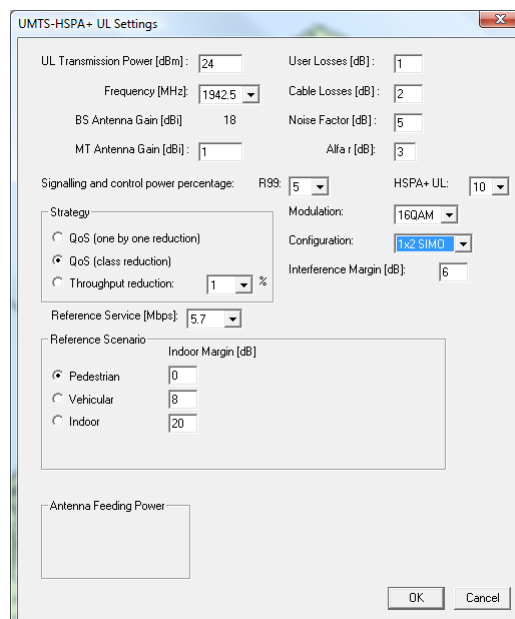 UMTS-HSPA+ UL Settings
UL Transmission Power [dBm] : 24 User Losses [dB] : 1
Frequency [MHz]: 1942.5 Cable Losses [dB] : 2
BS Antenna Gain [dBi] 18 Noise Factor [dB] : 5
MT Antenna Gain [dBi] : 1 Alfa r [dB]: 3
Signalling and control power percentage: R99: 5 HSPA+ UL: 10
Strategy Modulation: 16QAM
QoS (one by one reduction)
QoS (class reduction) Configuration: 1x2 SIMO
Throughput reduction: 1 % Interference Margin [dB]: 6
Reference Service [Mbps]: 5.7
Reference Scenario
Indoor Margin [dB]
Pedestrian 0
Vehicular 8
Indoor 20
Antenna Feeding Power
OK Cancel